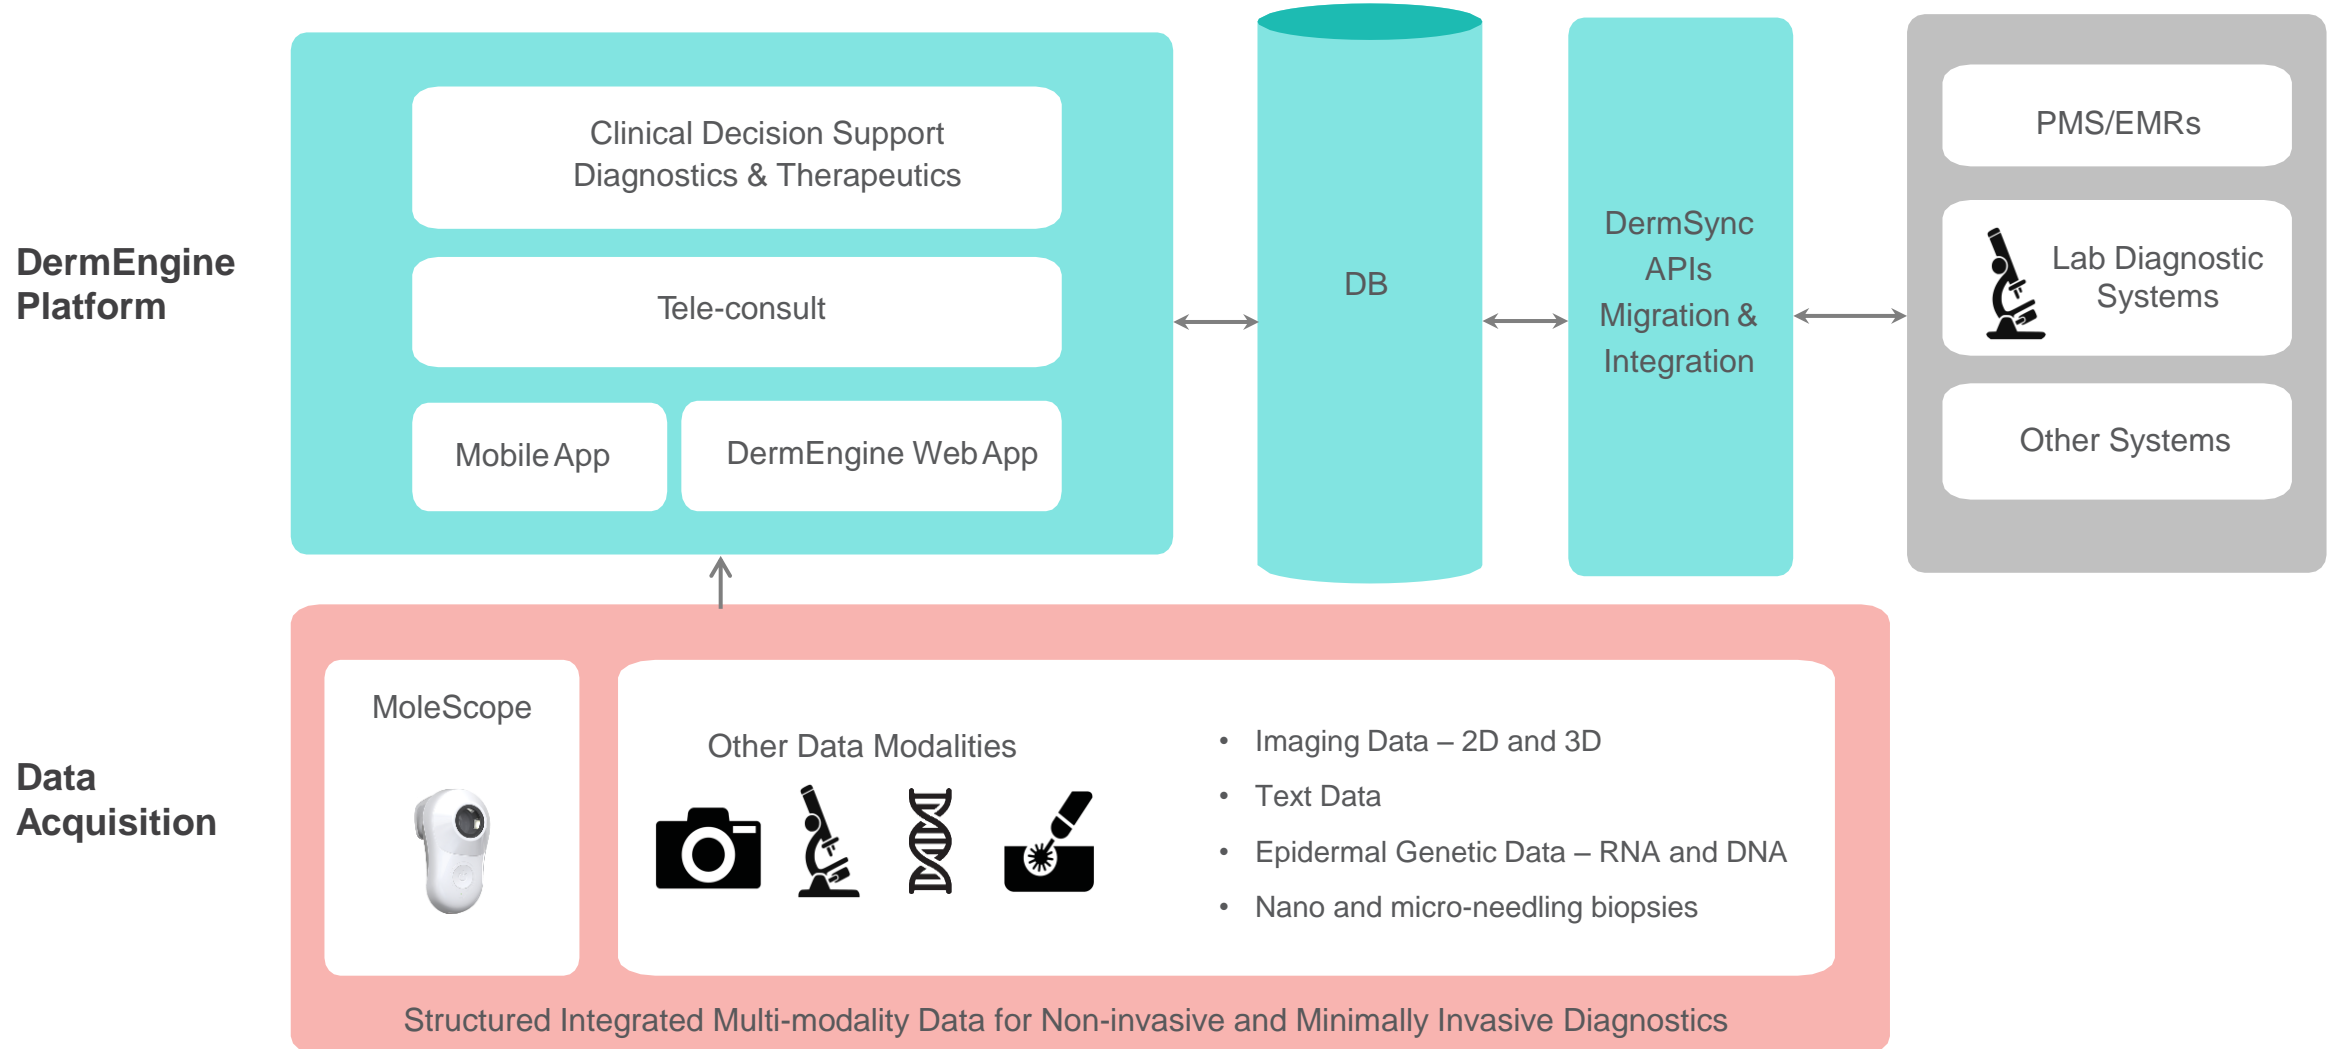 DermEngine
Platform
Clinical Decision Support
Diagnostics & Therapeutics
Tele-consult
Mobile App
DermEngine Web App
DB
DermSync
APIs
Migration &
Integration
PMS/EMRs
Lab Diagnostic
Systems
Other Systems
Data
Acquisition
MoleScope
Other Data Modalities
• Imaging Data – 2D and 3D
• Text Data
• Epidermal Genetic Data – RNA and DNA
• Nano and micro-needling biopsies
Structured Integrated Multi-modality Data for Non-invasive and Minimally Invasive Diagnostics